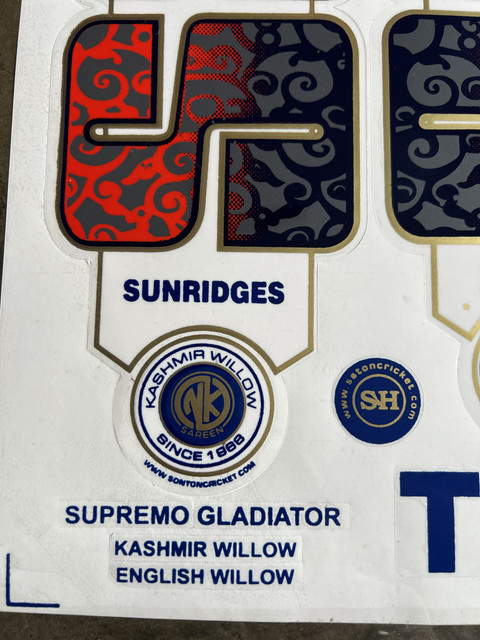 SUNRIDGES
KASHMIR WILLOW
NK
SAREEN
SINCE 1988
WWW.SONTONCRICKET.COM
www.sstoncricket.com
SH
T
SUPREMO GLADIATOR
KASHMIR WILLOW
ENGLISH WILLOW